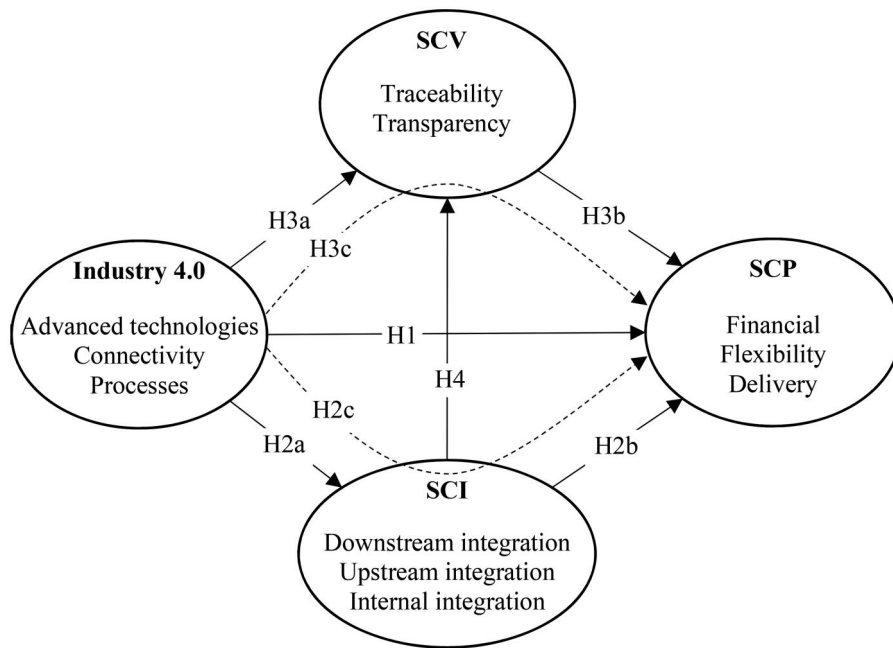 SCV
Traceability
Transparency
H3a
H3b
H3c
Industry 4.0
Advanced technologies
Connectivity
Processes
SCP
Financial
Flexibility
Delivery
H1
H4
H2c
H2a
H2b
SCI
Downstream integration
Upstream integration
Internal integration